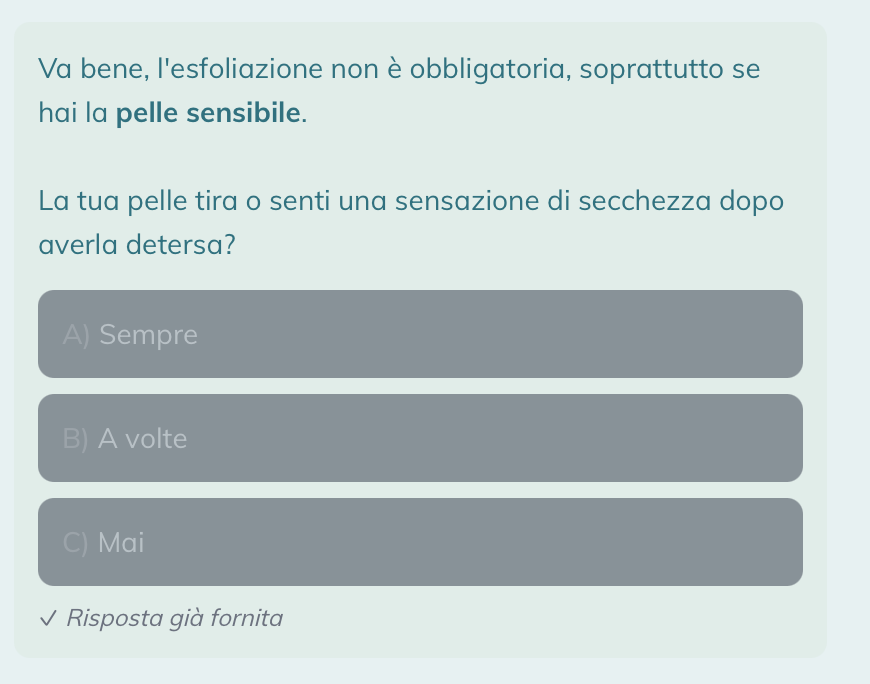 Va bene, l'esfoliazione non è obbligatoria, soprattutto se
hai la pelle sensibile.
La tua pelle tira o senti una sensazione di secchezza dopo
averla detersa?
A) Sempre
B) A volte
C) Mai
✓ Risposta già fornita